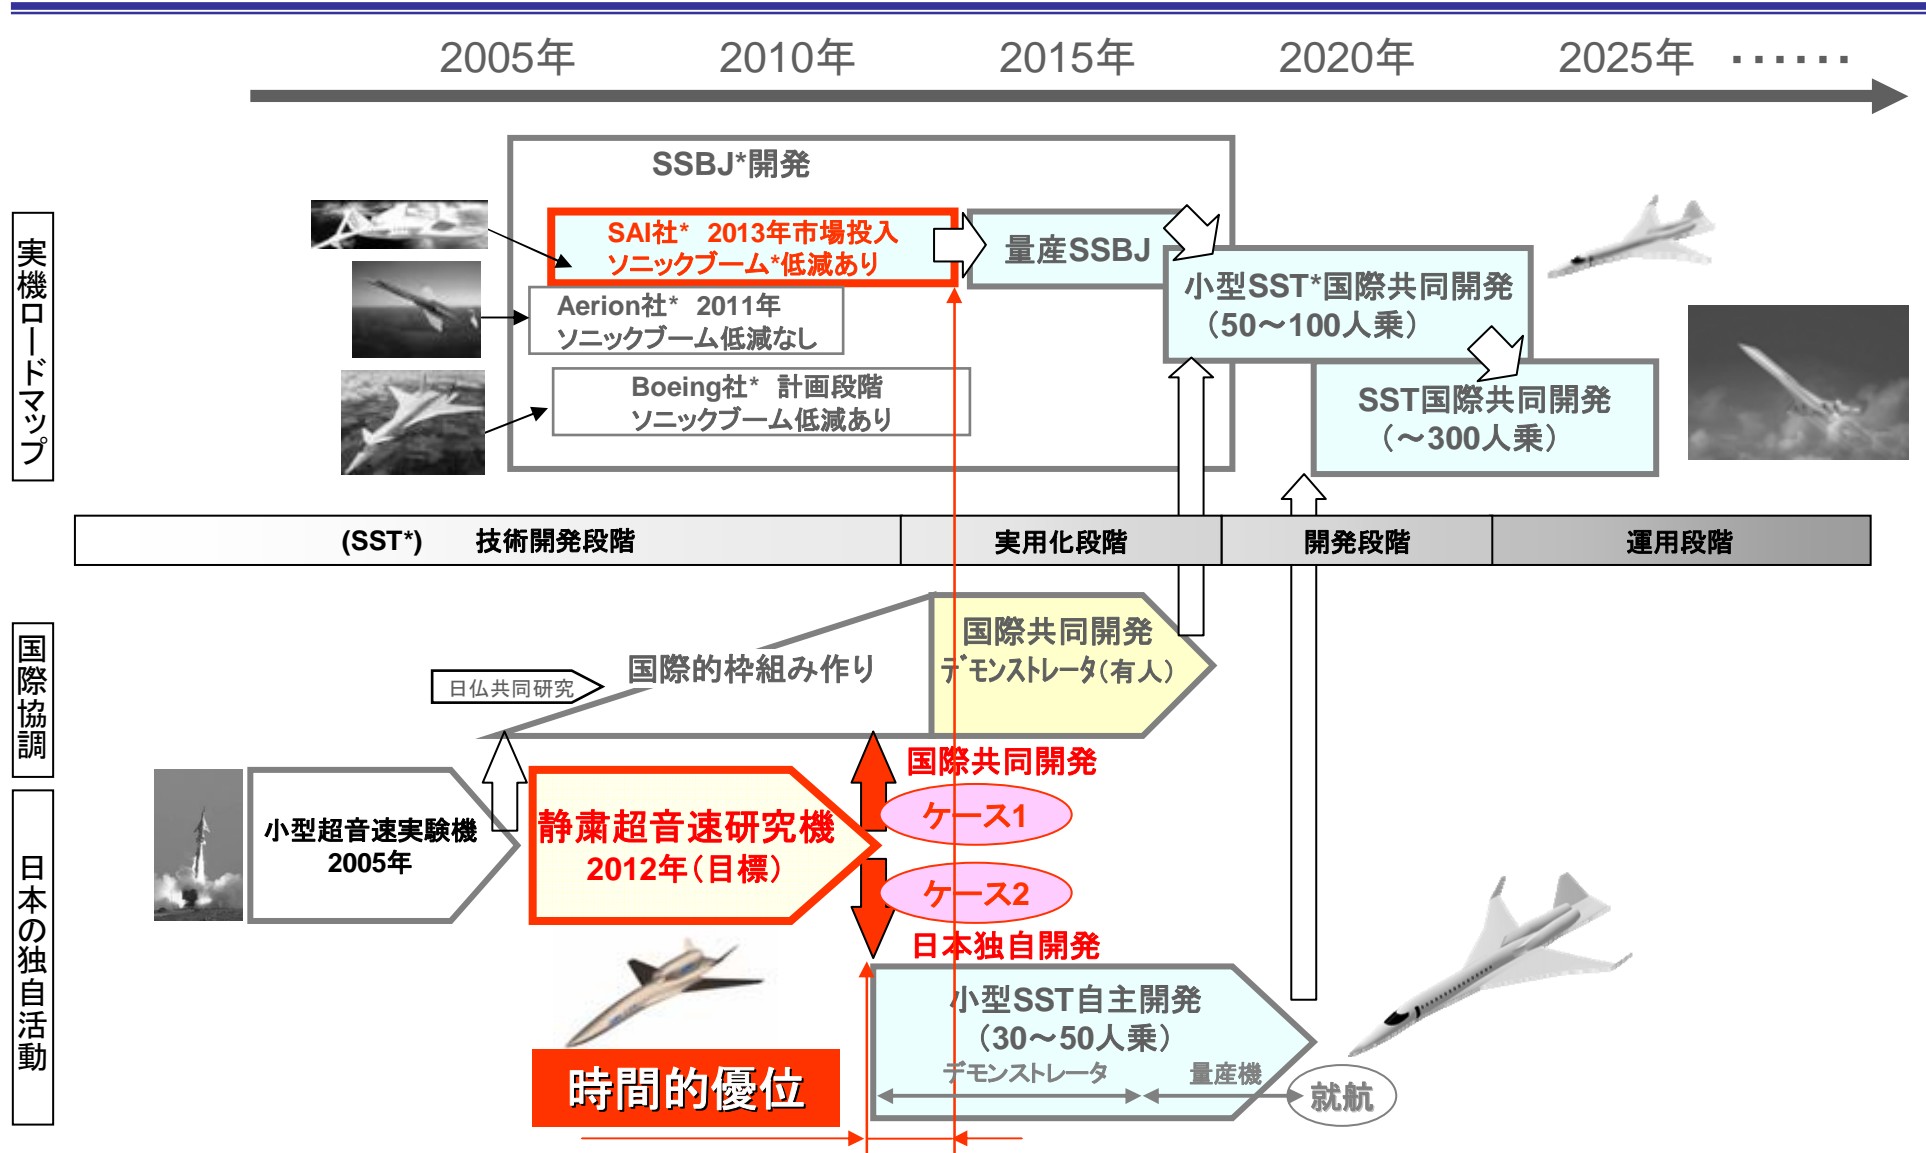 2005年 2010年 2015年 2020年 2025年 ・・・・・・
実機ロードマップ
SSBJ*開発
SAI社* 2013年市場投入
ソニックブーム*低減あり
量産SSBJ
Aerion社* 2011年
ソニックブーム低減なし
小型SST*国際共同開発
（50～100人乗）
Boeing社* 計画段階
ソニックブーム低減あり
SST国際共同開発
（～300人乗）
(SST*) 技術開発段階 実用化段階 開発段階 運用段階
国際協調
日仏共同研究
国際的枠組み作り
国際共同開発
デモンストレータ（有人）
国際共同開発
ケース1
日本の独自活動
小型超音速実験機
2005年
静粛超音速研究機
2012年（目標）
ケース2
日本独自開発
小型SST自主開発
（30～50人乗）
デモンストレータ 量産機
就航
時間的優位